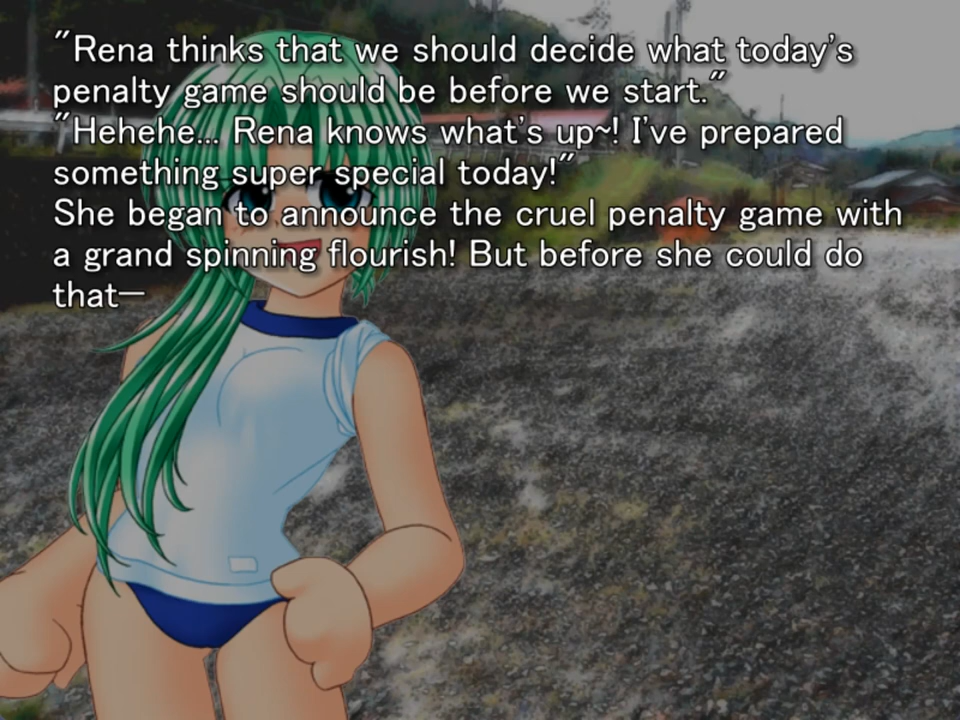 "Rena thinks that we should decide what today's
penalty game should be before we start."
"Hehehe... Rena knows what's up~! I've prepared
something super special today!"
She began to announce the cruel penalty game with
a grand spinning flourish! But before she could do
that—